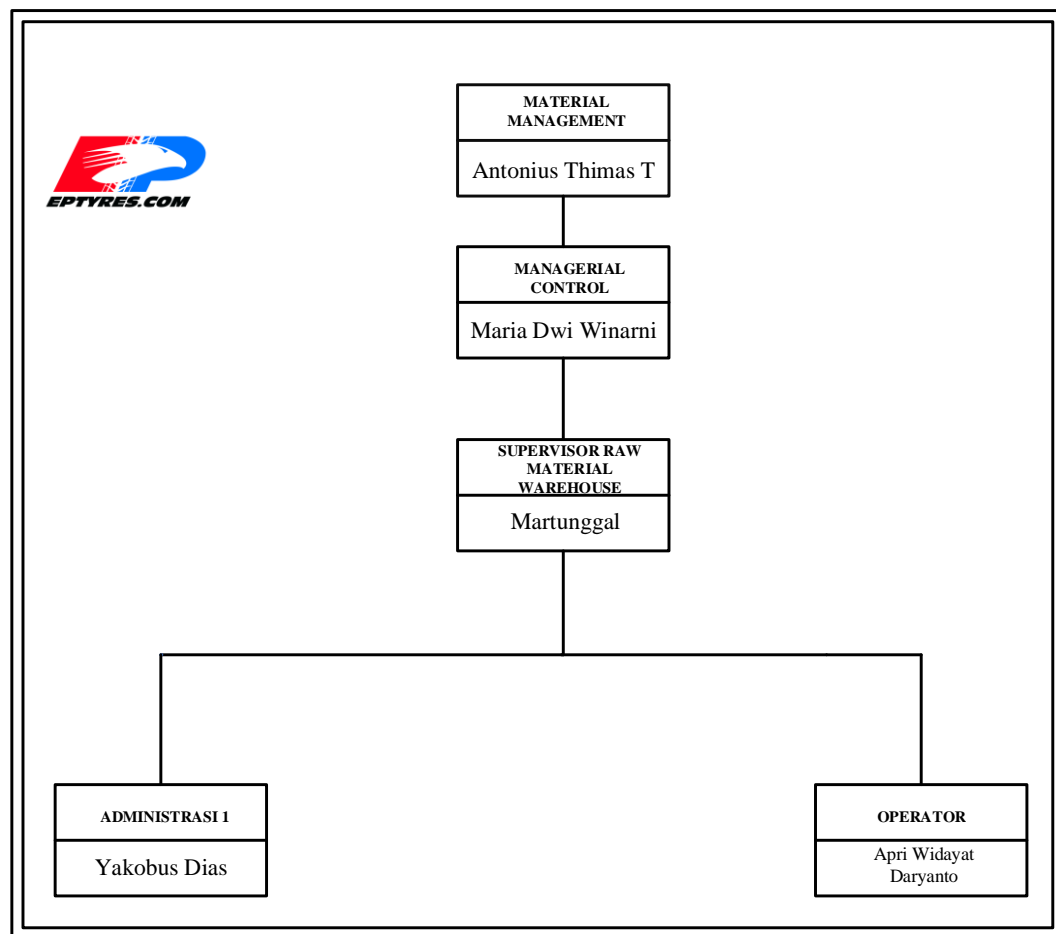 MATERIAL
MANAGEMENT
Antonius Thimas T
EPTYRES.COM
MANAGERIAL
CONTROL
Maria Dwi Winarni
SUPERVISOR RAW
MATERIAL
WAREHOUSE
Martunggal
ADMINISTRASI 1
Yakobus Dias
OPERATOR
Apri Widayat
Daryanto